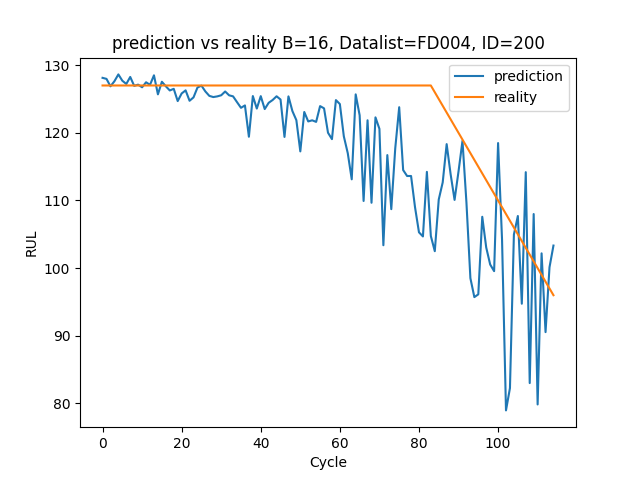 prediction vs reality B=16, Datalist=FD004, ID=200
prediction
reality
RUL
130
120
110
100
90
80
0 20 40 60 80 100
Cycle